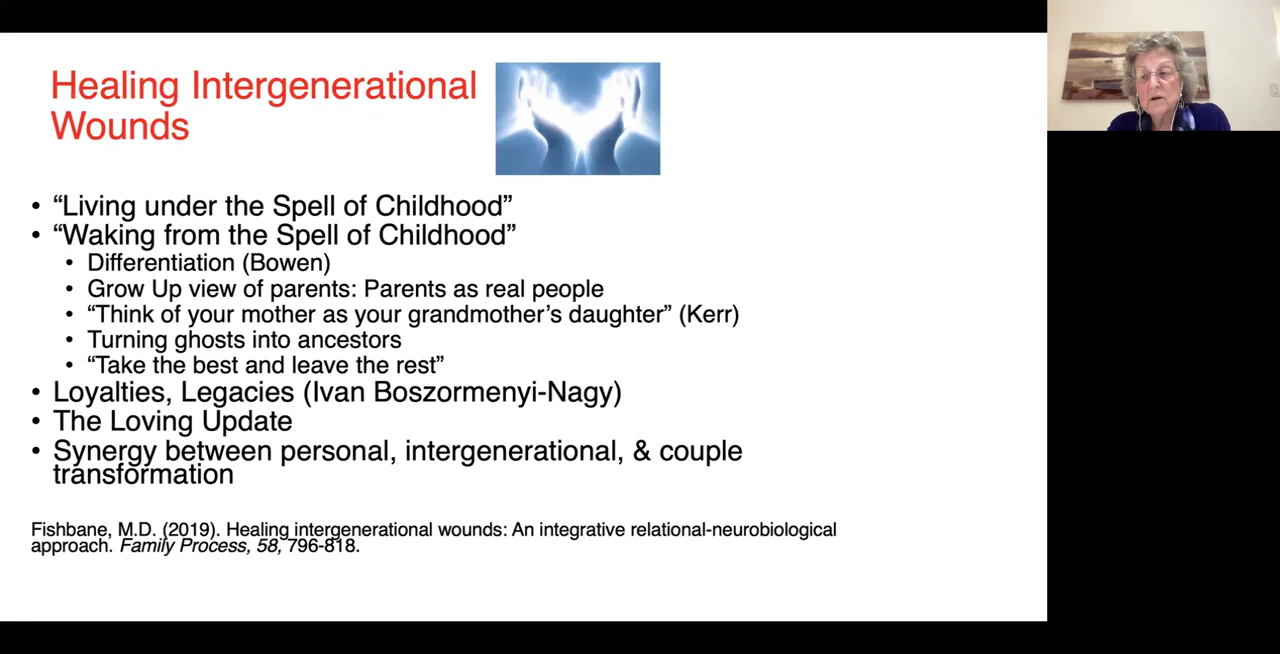 Healing Intergenerational
Wounds
• “Living under the Spell of Childhood”
• “Waking from the Spell of Childhood”
• Differentiation (Bowen)
• Grow Up view of parents: Parents as real people
• “Think of your mother as your grandmother’s daughter” (Kerr)
• Turning ghosts into ancestors
• “Take the best and leave the rest”
• Loyalties, Legacies (Ivan Boszormenyi-Nagy)
• The Loving Update
• Synergy between personal, intergenerational, & couple
transformation
Fishbane, M.D. (2019). Healing intergenerational wounds: An integrative relational-neurobiological
approach. Family Process, 58, 796-818.